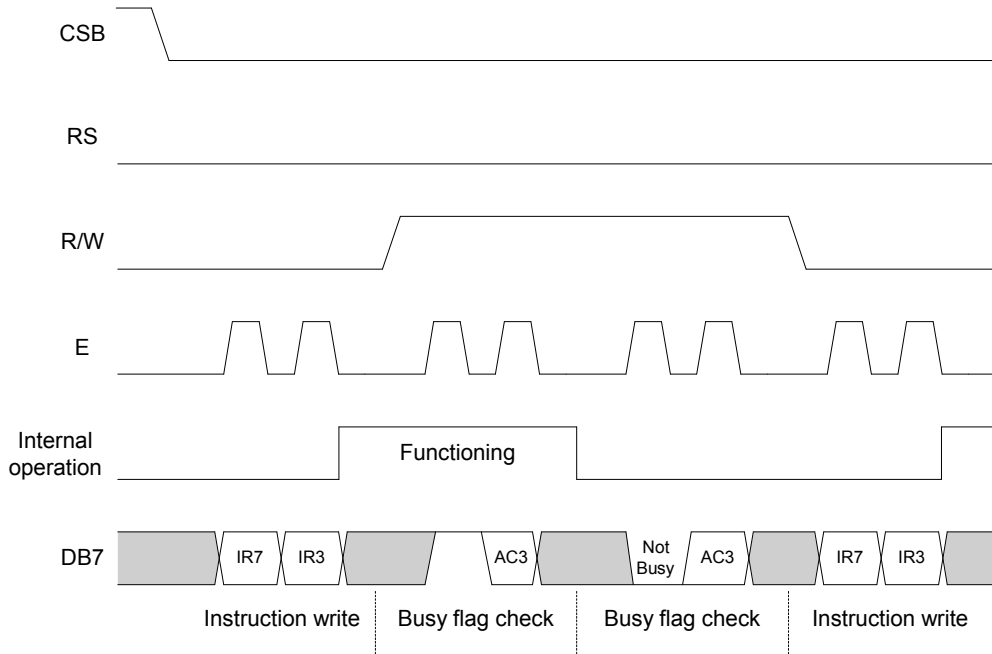 CSB
RS
R/W
E
Internal
operation
Functioning
DB7
IR7 IR3 AC3 Not
Busy AC3 IR7 IR3
Instruction write Busy flag check Busy flag check Instruction write